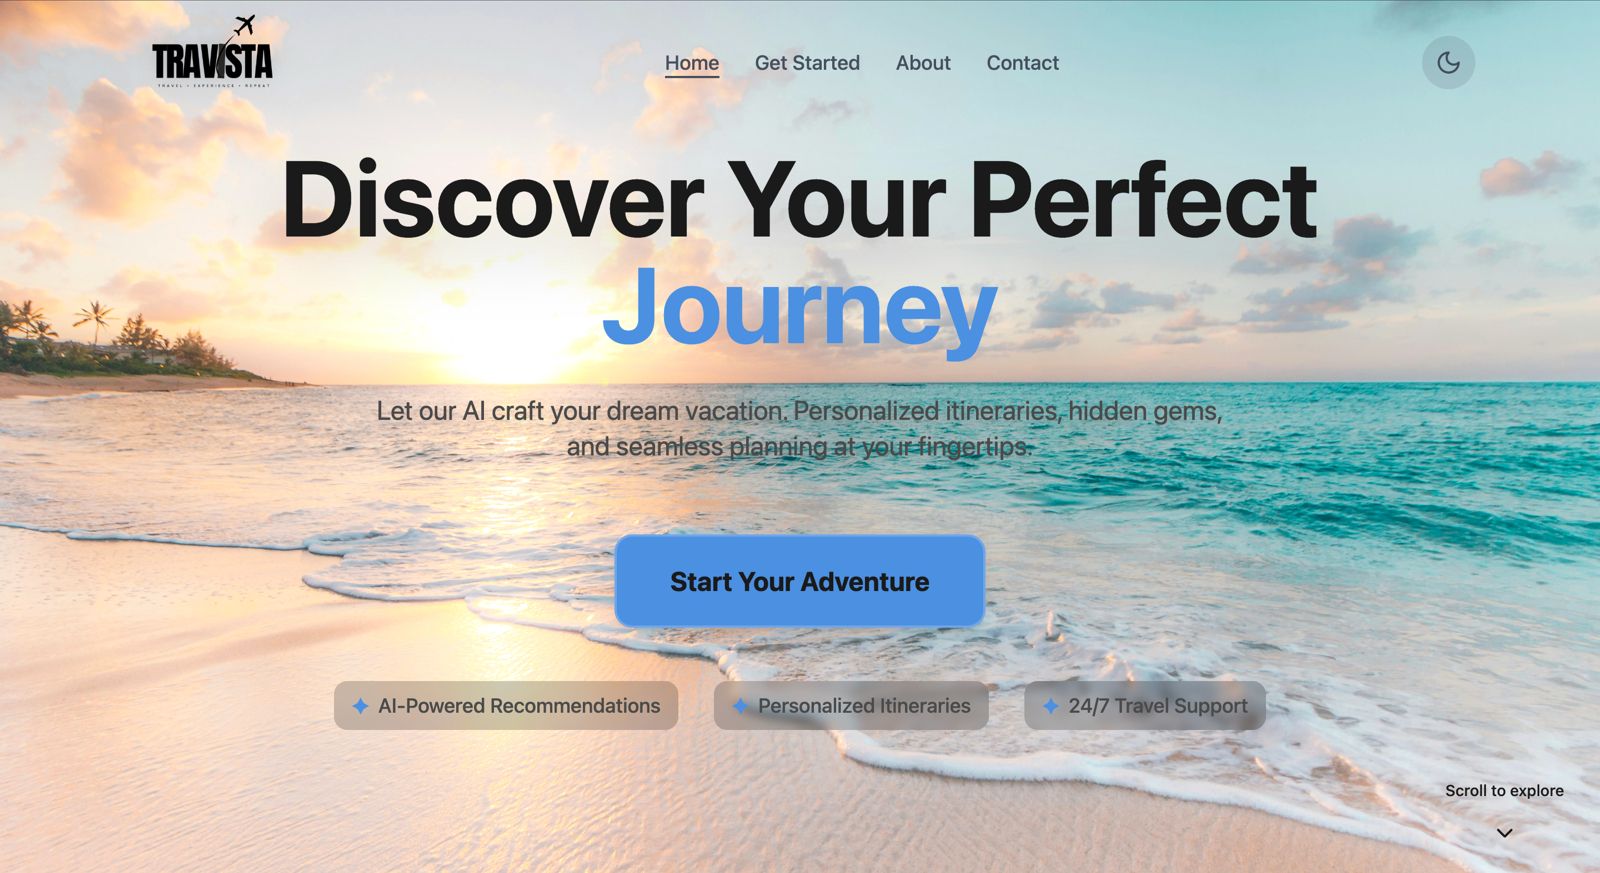 TRAVISTA
TRAVEL • EXPERIENCE • REPEAT
Home
Get Started
About
Contact
Discover Your Perfect
Journey
Let our AI craft your dream vacation. Personalized itineraries, hidden gems,
and seamless planning at your fingertips.
Start Your Adventure
AI-Powered Recommendations
Personalized Itineraries
24/7 Travel Support
Scroll to explore